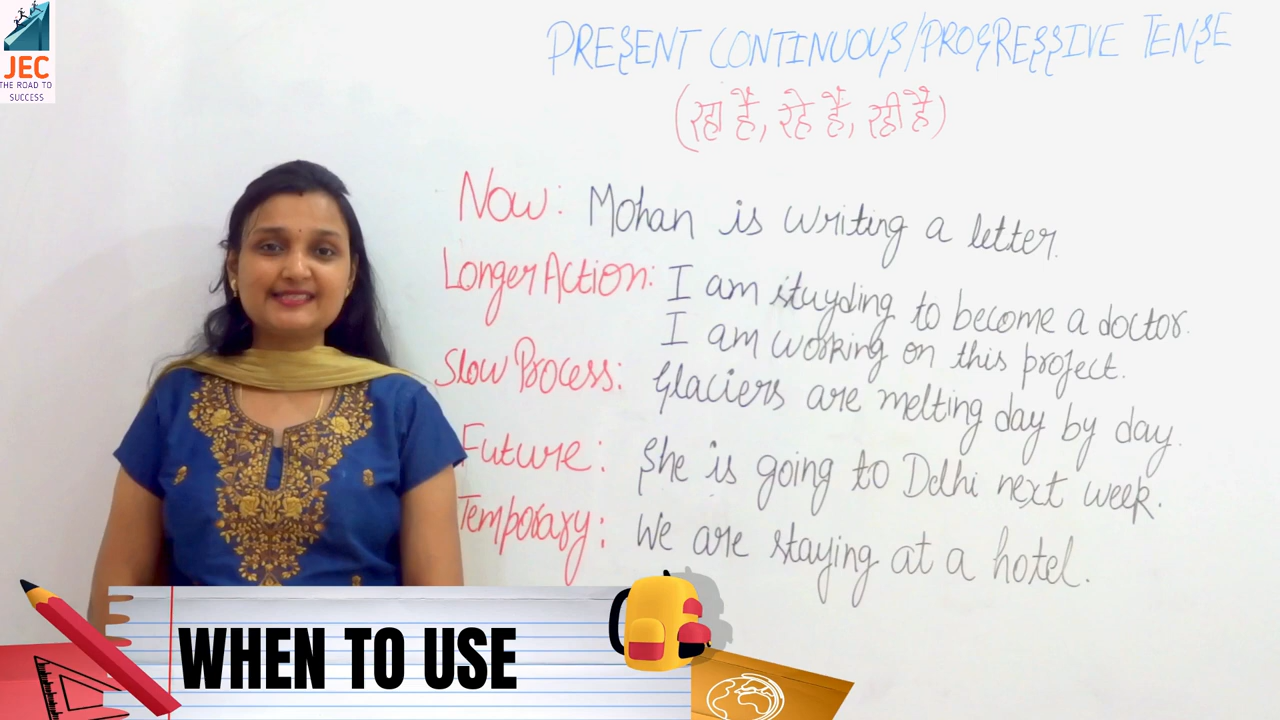 JEC
THE ROAD TO
SUCCESS
PRESENT CONTINUOUS/PROGRESSIVE TENSE
(रहा है, रहे हैं, रही है)
Now: Mohan is writing a letter.
Longer Action: I am stuyding to become a doctor.
I am working on this project.
Slow Process: Glaciers are melting day by day.
Future: She is going to Delhi next week.
Temporary: We are staying at a hotel.
WHEN TO USE